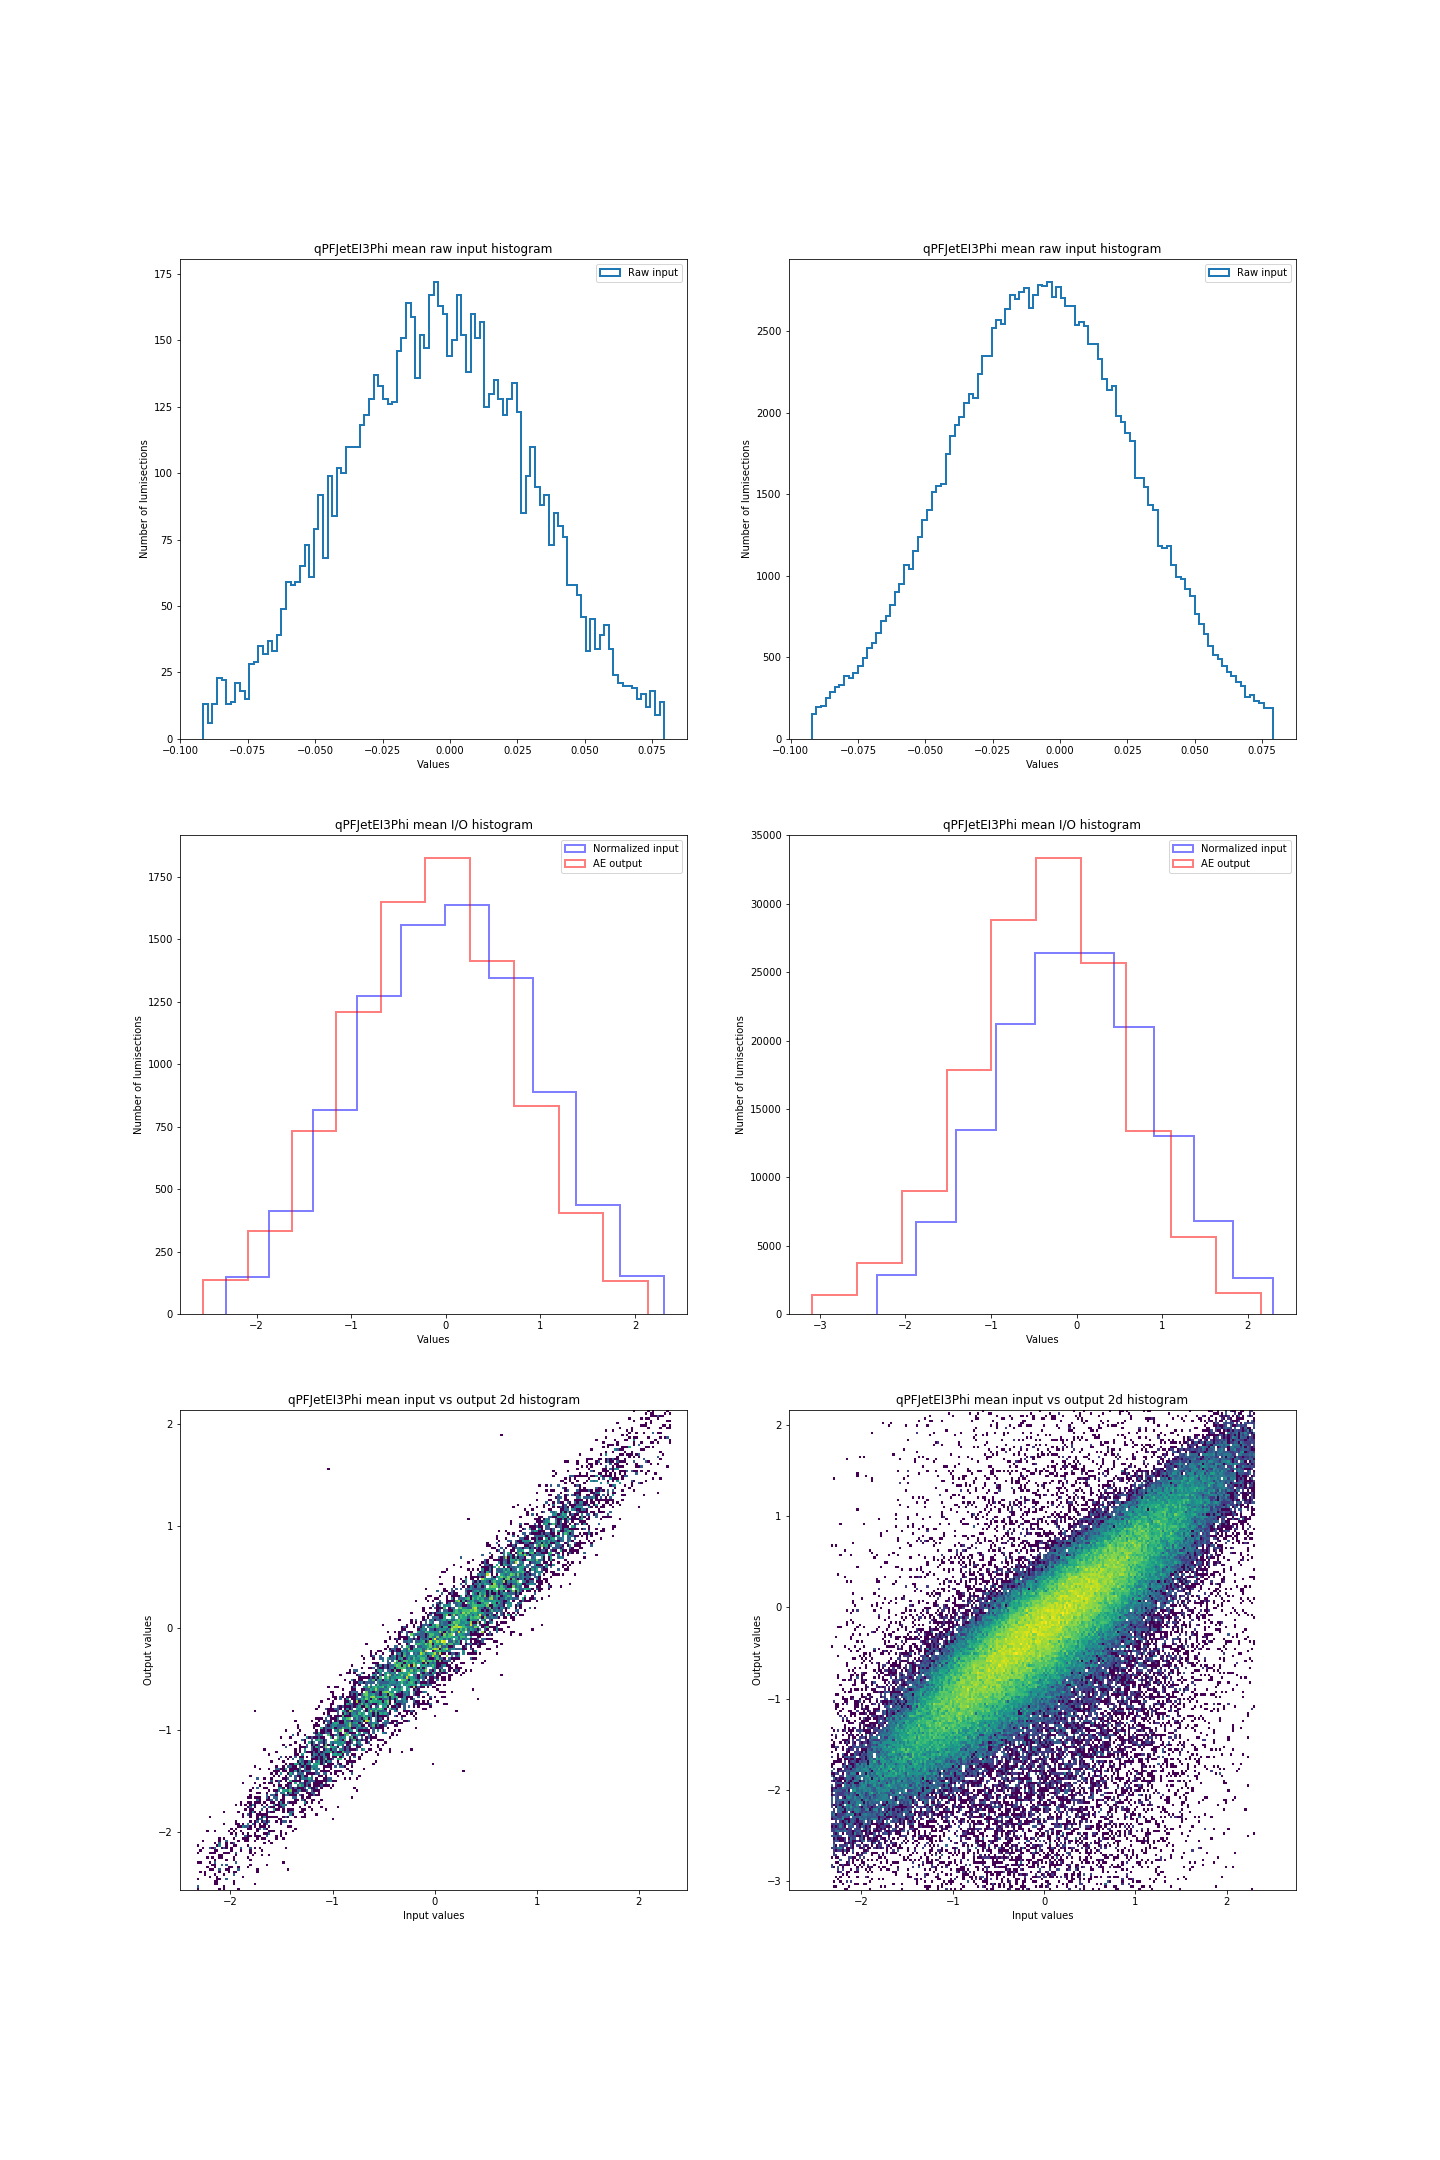 qPFJetEI3Phi mean raw input histogram
Raw input
175
150
125
100
75
50
25
0
Number of lumisections
−0.100 −0.075 −0.050 −0.025 0.000 0.025 0.050 0.075
Values
qPFJetEI3Phi mean raw input histogram
Raw input
2500
2000
1500
1000
500
0
Number of lumisections
−0.100 −0.075 −0.050 −0.025 0.000 0.025 0.050 0.075
Values
qPFJetEI3Phi mean I/O histogram
Normalized input
AE output
1750
1500
1250
1000
750
500
250
0
Number of lumisections
−2 −1 0 1 2
Values
qPFJetEI3Phi mean I/O histogram
Normalized input
AE output
35000
30000
25000
20000
15000
10000
5000
0
Number of lumisections
−3 −2 −1 0 1 2
Values
qPFJetEI3Phi mean input vs output 2d histogram
2
1
0
−1
−2
Output values
−2 −1 0 1 2
Input values
qPFJetEI3Phi mean input vs output 2d histogram
2
1
0
−1
−2
−3
Output values
−2 −1 0 1 2
Input values